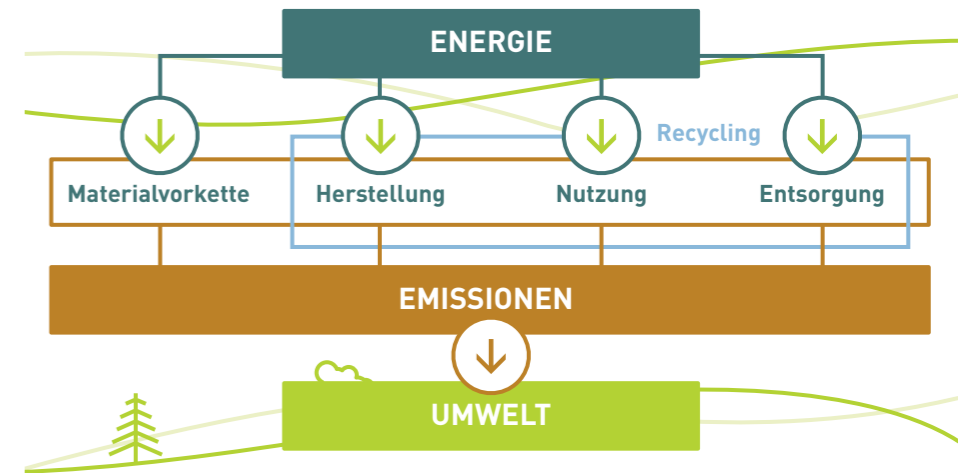 ENERGIE
Recycling
Materialvorkette Herstellung Nutzung Entsorgung
EMISSIONEN
UMWELT